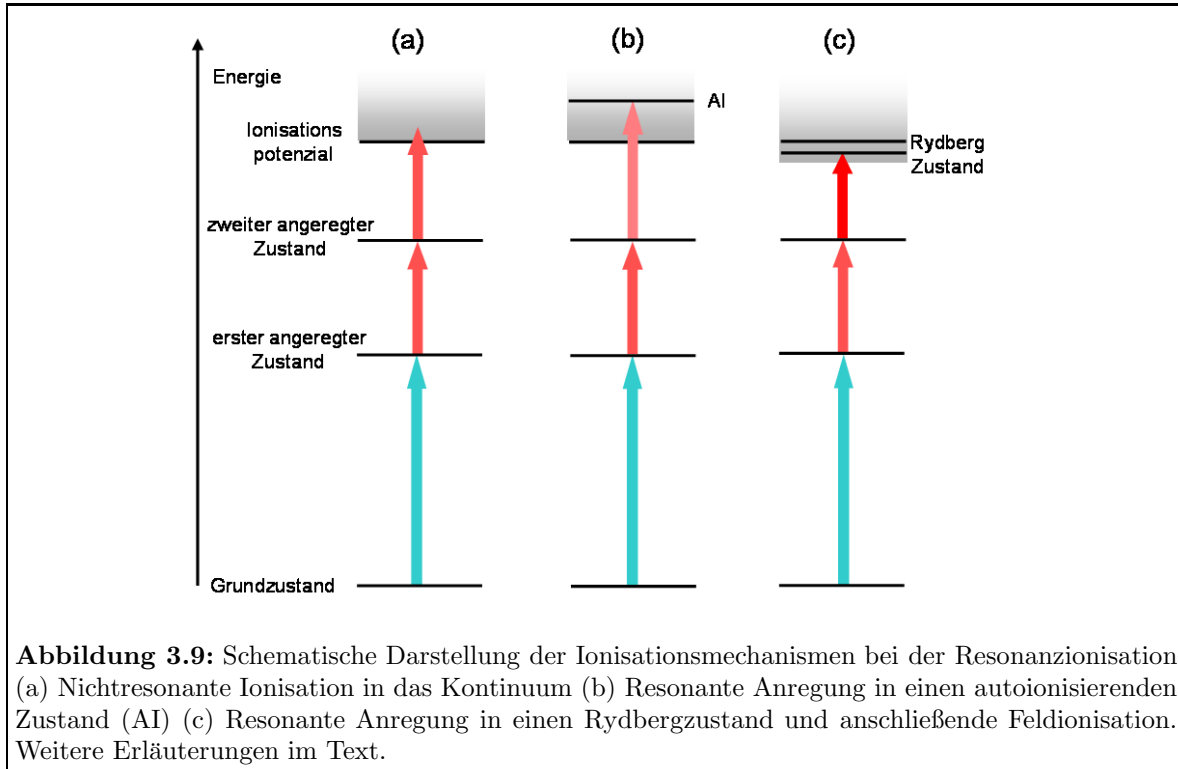 (a)
(b)
(c)
Energie
AI
Ionisations
potenzial
Rydberg
Zustand
zweiter angeregter
Zustand
erster angeregter
Zustand
Grundzustand
Abbildung 3.9: Schematische Darstellung der Ionisationsmechanismen bei der Resonanzionisation
(a) Nichtresonante Ionisation in das Kontinuum (b) Resonante Anregung in einen autoionisierenden
Zustand (AI) (c) Resonante Anregung in einen Rydbergzustand und anschließende Feldionisation.
Weitere Erläuterungen im Text.